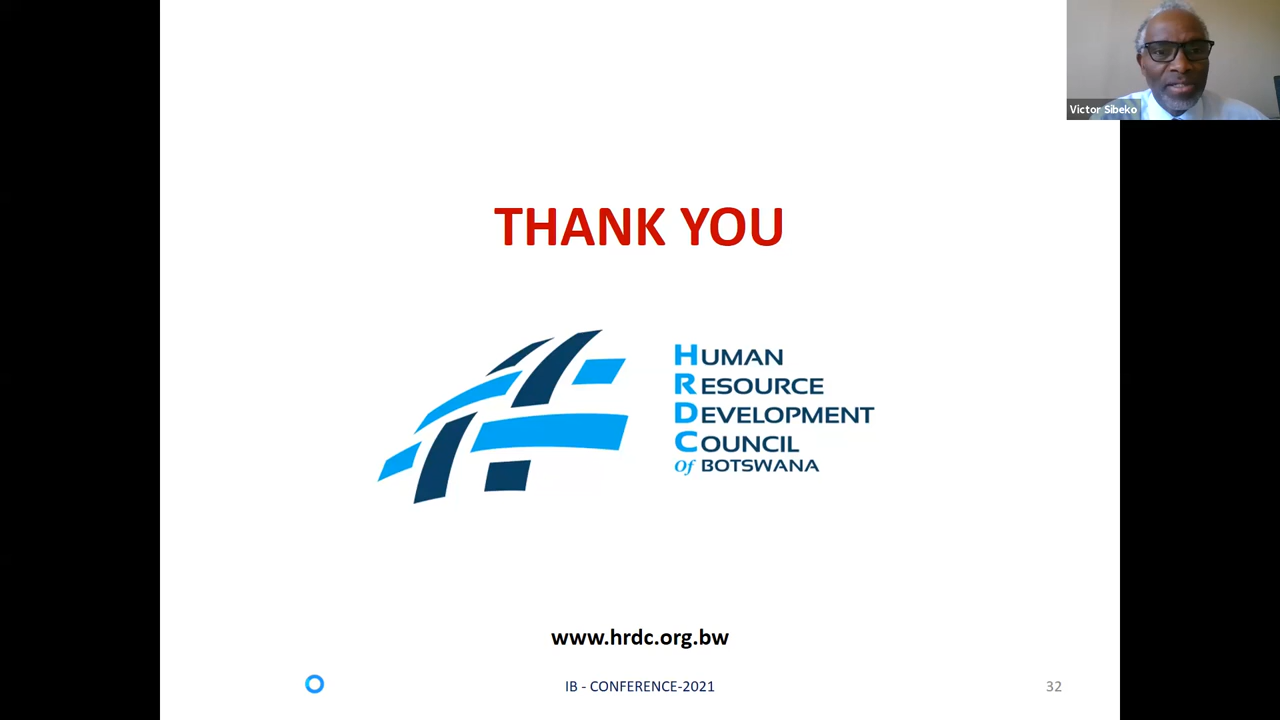 Victor Sibeko
THANK YOU
HUMAN
RESOURCE
DEVELOPMENT
COUNCIL
Of BOTSWANA
www.hrdc.org.bw
IB - CONFERENCE-2021
32